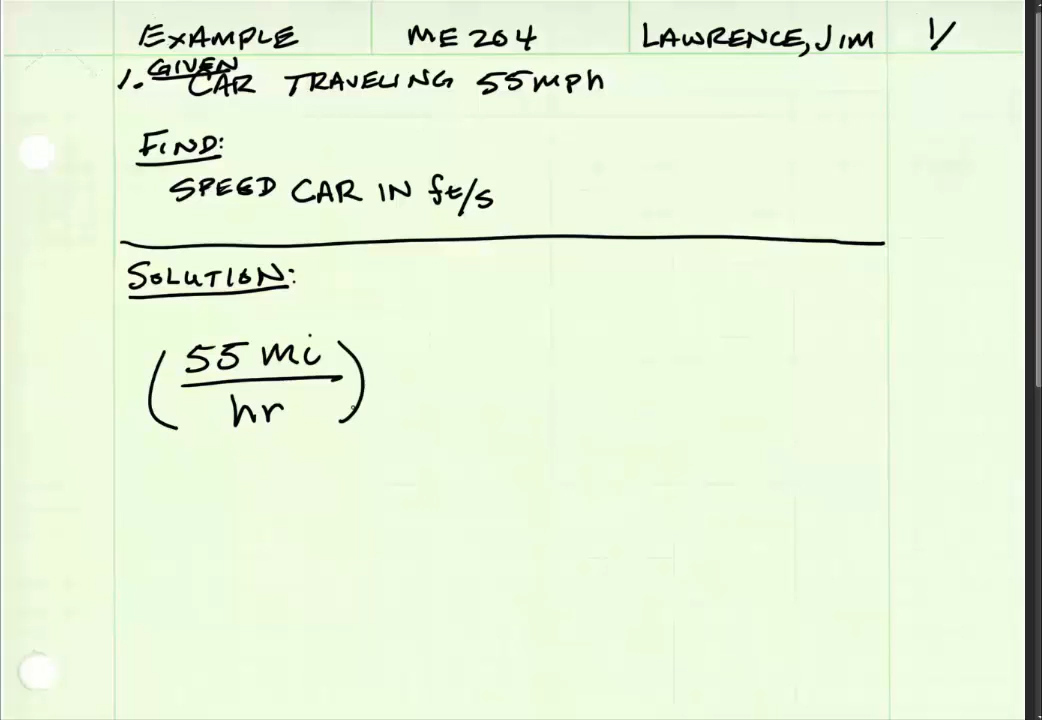 EXAMPLE ME 204 LAWRENCE, JIM 1/
1. GIVEN
CAR TRAVELING 55mph
FIND:
SPEED CAR IN ft/s
SOLUTION:
(55 mi
hr)